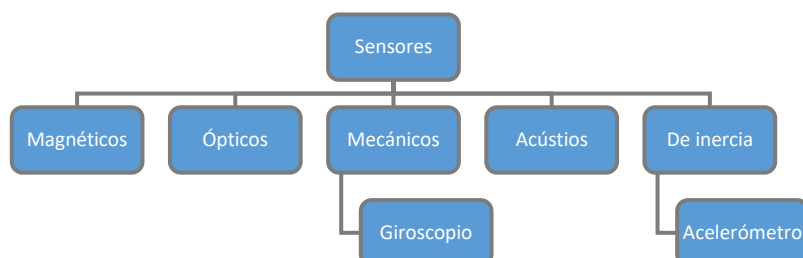 Sensores
Magnéticos
Ópticos
Mecánicos
Acústios
De inercia
Giroscopio
Acelerómetro